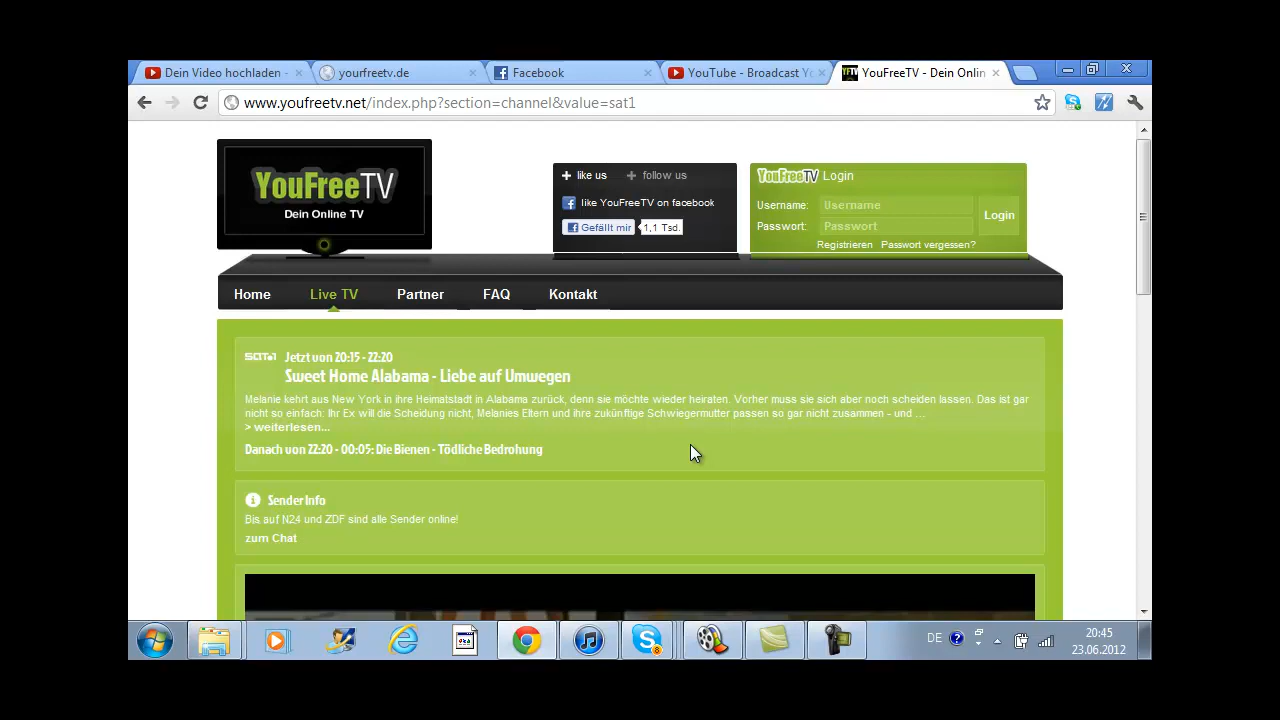 Dein Video hochladen -
yourfreetv.de
Facebook
YouTube - Broadcast Yo
YouFreeTV - Dein Onlin
www.youfreetv.net/index.php?section=channel&value=sat1
YouFreeTV
Dein Online TV
like us
follow us
like YouFreeTV on facebook
Gefällt mir
1,1 Tsd.
YouFreeTV Login
Username:
Username
Passwort:
Passwort
Login
Registrieren
Passwort vergessen?
Home
Live TV
Partner
FAQ
Kontakt
SAT.1
Jetzt von 20:15 - 22:20
Sweet Home Alabama - Liebe auf Umwegen
Melanie kehrt aus New York in ihre Heimatstadt in Alabama zurück, denn sie möchte wieder heiraten. Vorher muss sie sich aber noch scheiden lassen. Das ist gar
nicht so einfach: Ihr Ex will die Scheidung nicht, Melanies Eltern und ihre zukünftige Schwiegermutter passen so gar nicht zusammen - und ...
> weiterlesen...
Danach von 22:20 - 00:05: Die Bienen - Tödliche Bedrohung
Sender Info
Bis auf N24 und ZDF sind alle Sender online!
zum Chat
DE
20:45
23.06.2012